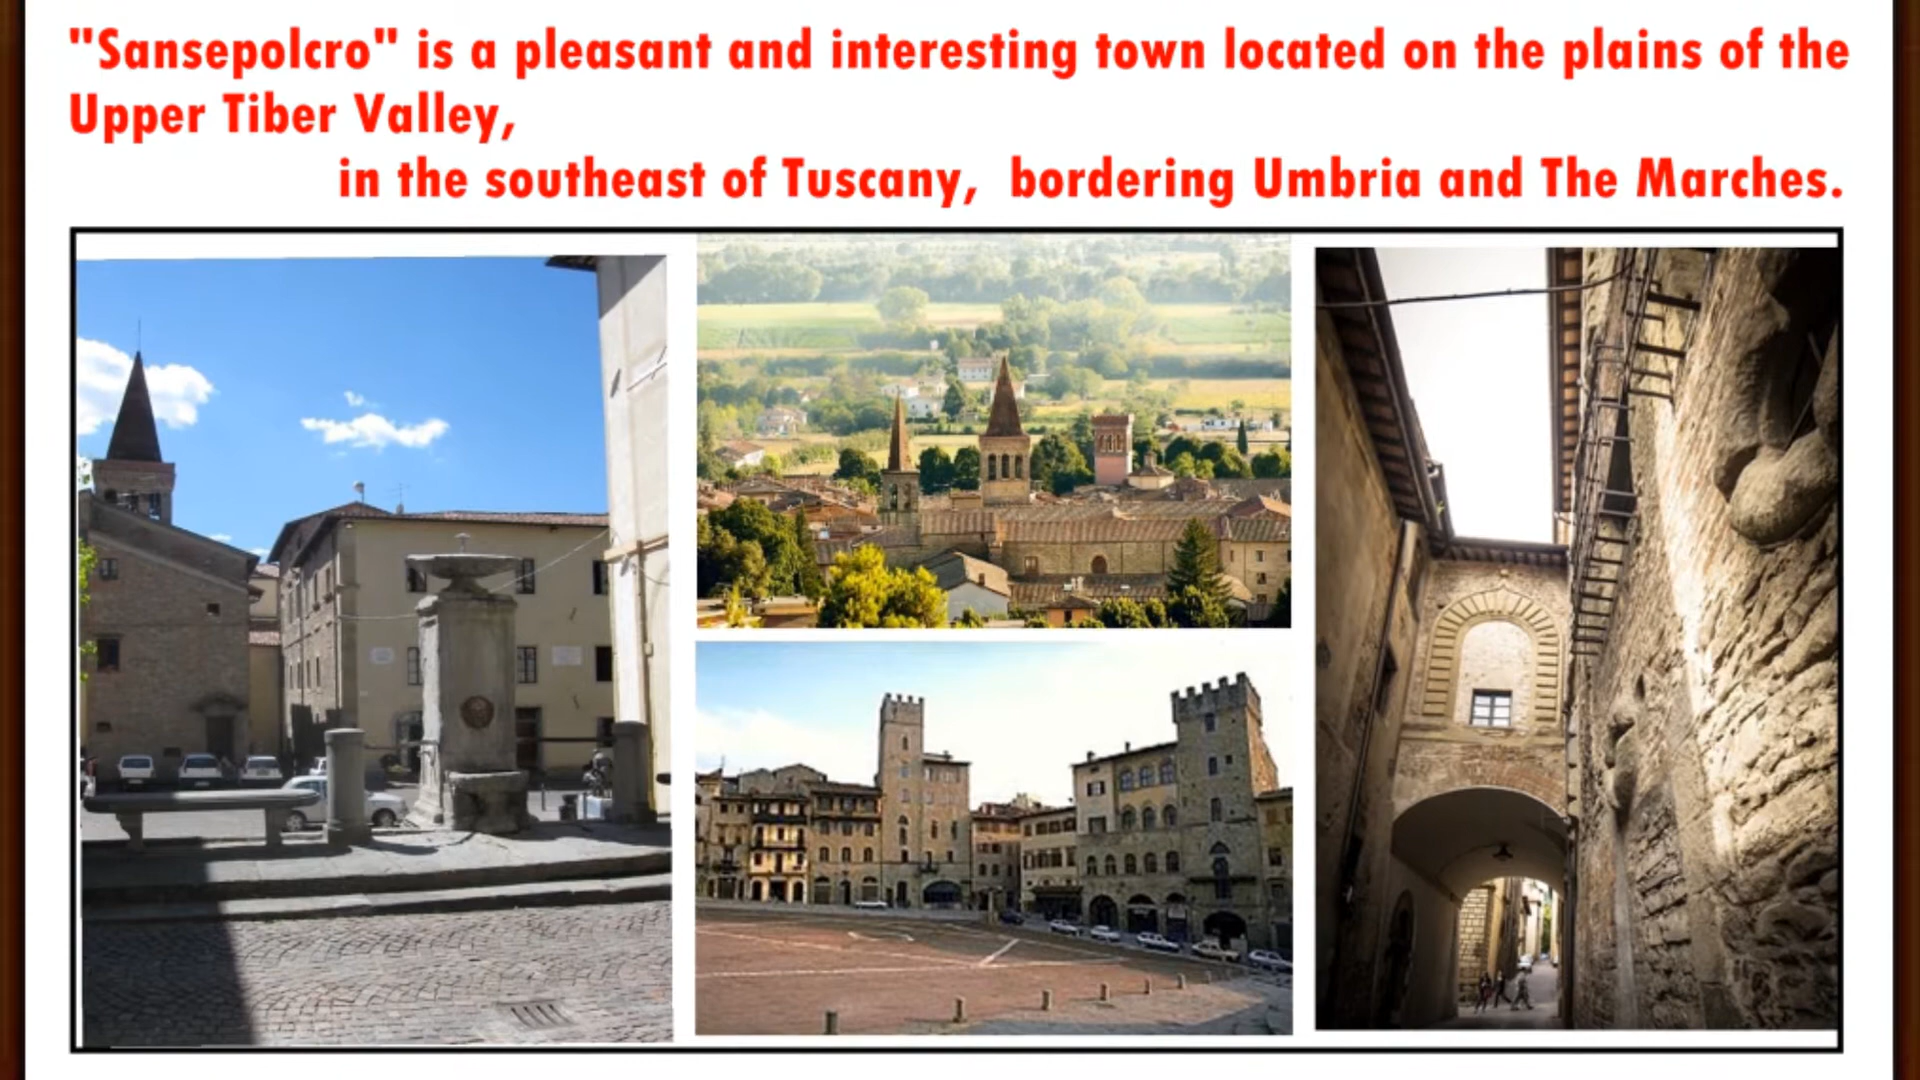 "Sansepolcro" is a pleasant and interesting town located on the plains of the
Upper Tiber Valley,
in the southeast of Tuscany, bordering Umbria and The Marches.